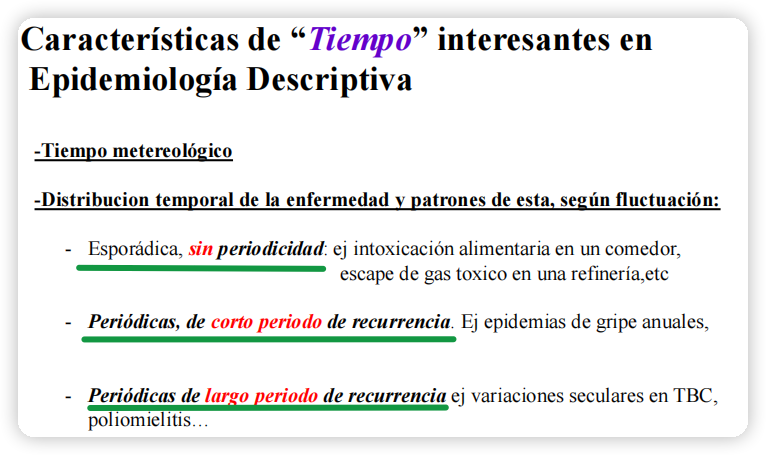 Características de “Tiempo” interesantes en
Epidemiología Descriptiva
-Tiempo metereológico
-Distribucion temporal de la enfermedad y patrones de esta, según fluctuación:
- Esporádica, sin periodicidad: ej intoxicación alimentaria en un comedor,
escape de gas toxico en una refinería,etc
- Periódicas, de corto periodo de recurrencia. Ej epidemias de gripe anuales,
- Periódicas de largo periodo de recurrencia ej variaciones seculares en TBC,
poliomielitis…